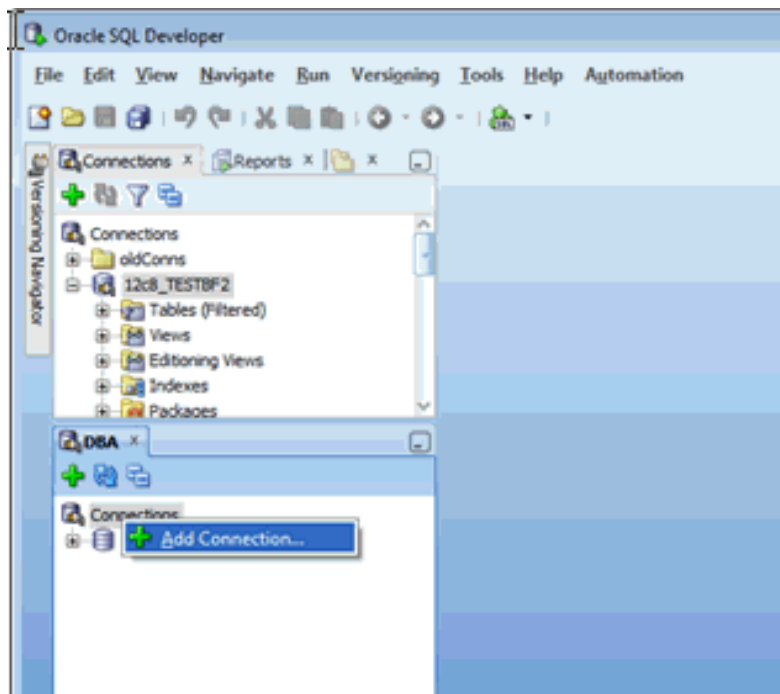 Oracle SQL Developer
File Edit View Navigate Run Versioning Tools Help Automation
Versioning Navigator
Connections x Reports x x
Connections
oldConns
12c8_TESTBF2
Tables (Filtered)
Views
Editioning Views
Indexes
Packages
DBA x
Connections
Add Connection...